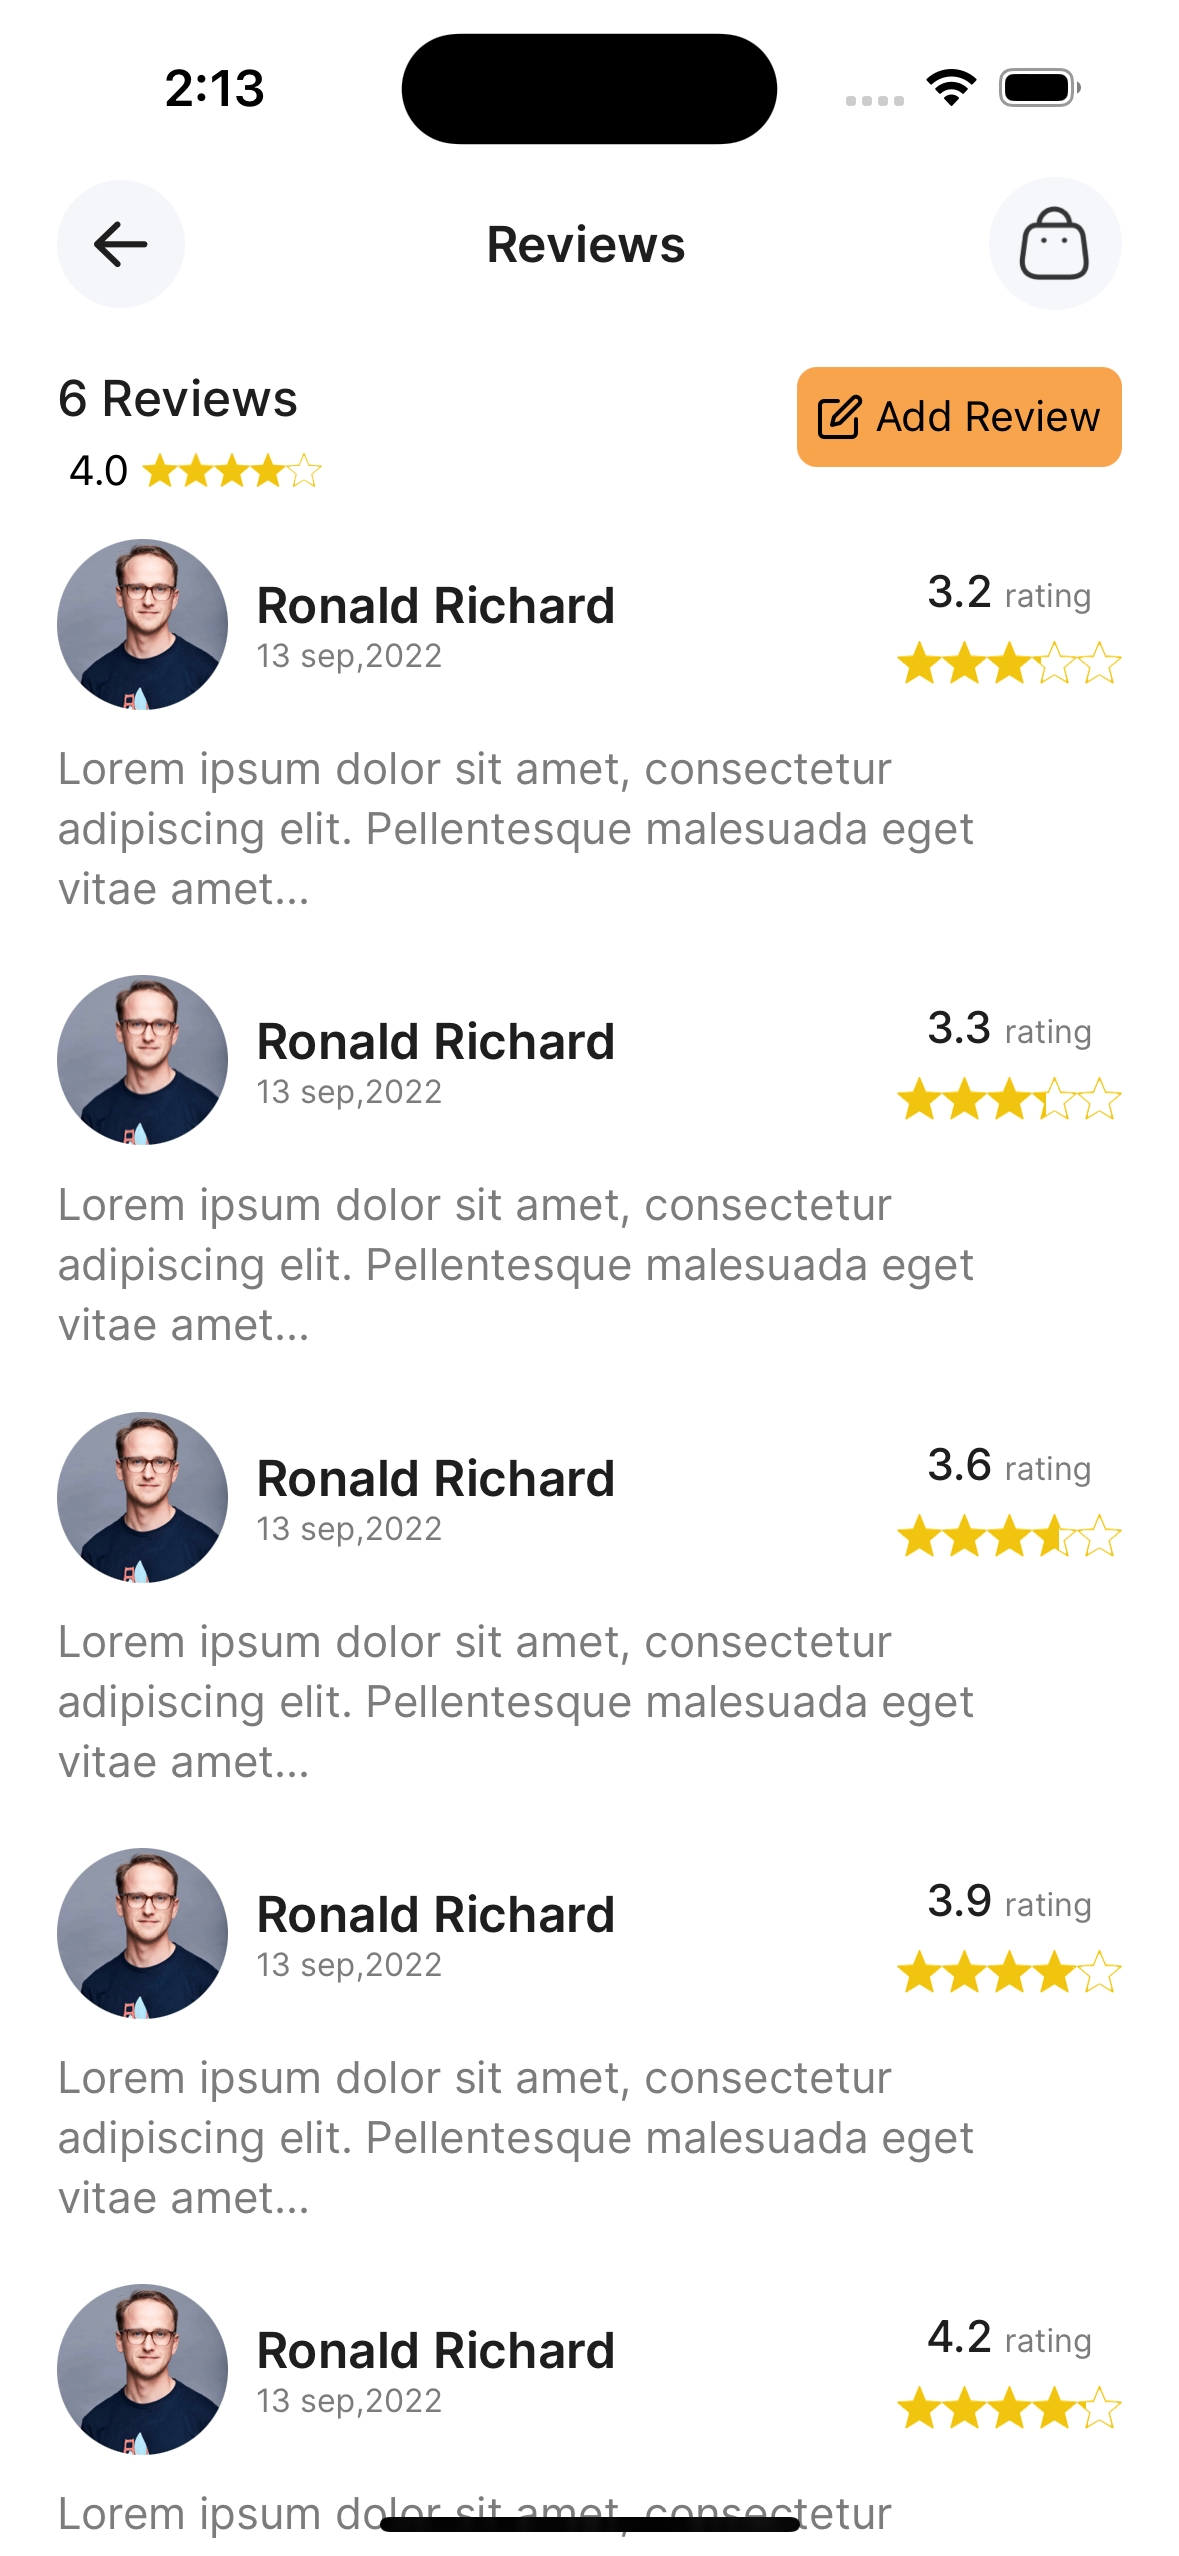 2:13
Reviews
6 Reviews
Add Review
4.0
Ronald Richard
13 sep,2022
3.2 rating
Lorem ipsum dolor sit amet, consectetur
adipiscing elit. Pellentesque malesuada eget
vitae amet...
Ronald Richard
13 sep,2022
3.3 rating
Lorem ipsum dolor sit amet, consectetur
adipiscing elit. Pellentesque malesuada eget
vitae amet...
Ronald Richard
13 sep,2022
3.6 rating
Lorem ipsum dolor sit amet, consectetur
adipiscing elit. Pellentesque malesuada eget
vitae amet...
Ronald Richard
13 sep,2022
3.9 rating
Lorem ipsum dolor sit amet, consectetur
adipiscing elit. Pellentesque malesuada eget
vitae amet...
Ronald Richard
13 sep,2022
4.2 rating
Lorem ipsum dolor sit amet, consectetur